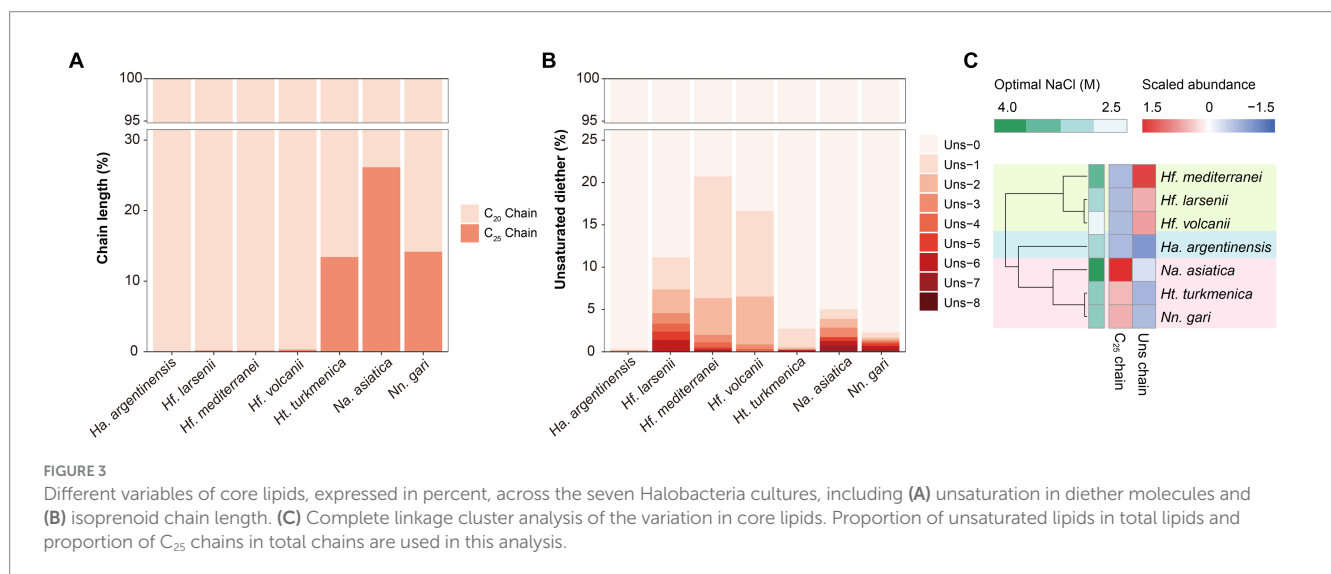 A
Chain length (%)
100
95
30
20
10
0
Ha. argentinensis
Hf. larsenii
Hf. mediterranei
Hf. volcanii
Ht. turkmenica
Na. asiatica
Nn. gari
C20 Chain
C25 Chain
B
Unsaturated diether (%)
100
95
25
20
15
10
5
0
Ha. argentinensis
Hf. larsenii
Hf. mediterranei
Hf. volcanii
Ht. turkmenica
Na. asiatica
Nn. gari
Uns-0
Uns-1
Uns-2
Uns-3
Uns-4
Uns-5
Uns-6
Uns-7
Uns-8
C
Optimal NaCl (M)
4.0 2.5
Scaled abundance
1.5 0 −1.5
Hf. mediterranei
Hf. larsenii
Hf. volcanii
Ha. argentinensis
Na. asiatica
Ht. turkmenica
Nn. gari
C25 chain
Uns chain
FIGURE 3
Different variables of core lipids, expressed in percent, across the seven Halobacteria cultures, including (A) unsaturation in diether molecules and
(B) isoprenoid chain length. (C) Complete linkage cluster analysis of the variation in core lipids. Proportion of unsaturated lipids in total lipids and
proportion of C25 chains in total chains are used in this analysis.